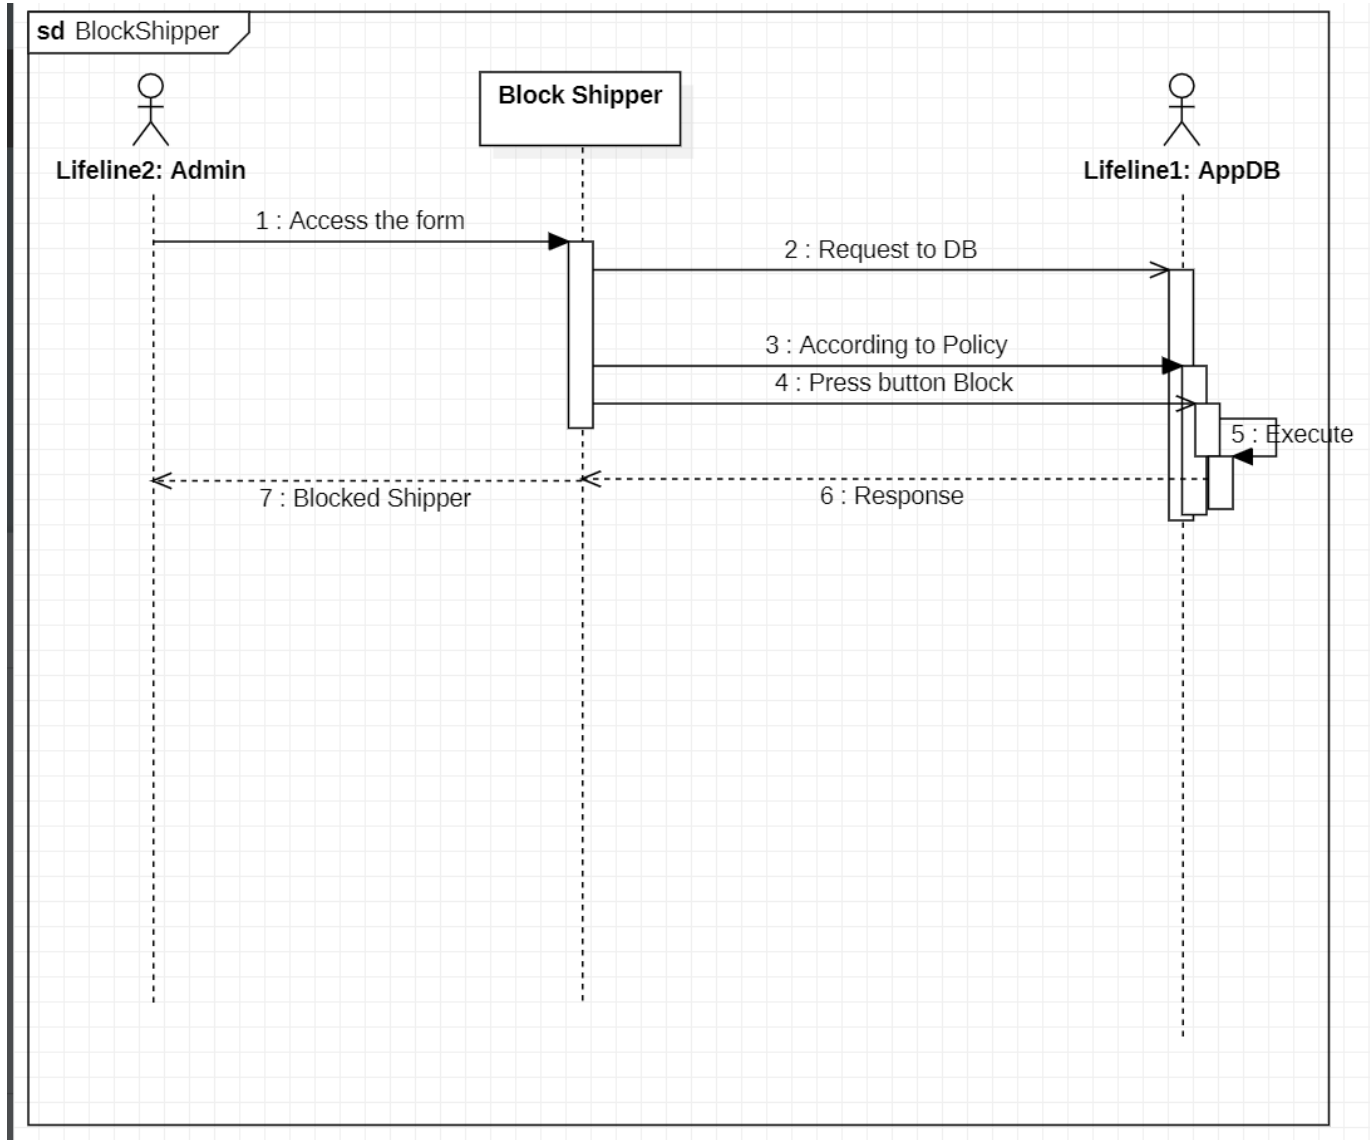 sd BlockShipper
Block Shipper
Lifeline2: Admin
Lifeline1: AppDB
1 : Access the form
2 : Request to DB
3 : According to Policy
4 : Press button Block
5 : Execute
6 : Response
7 : Blocked Shipper